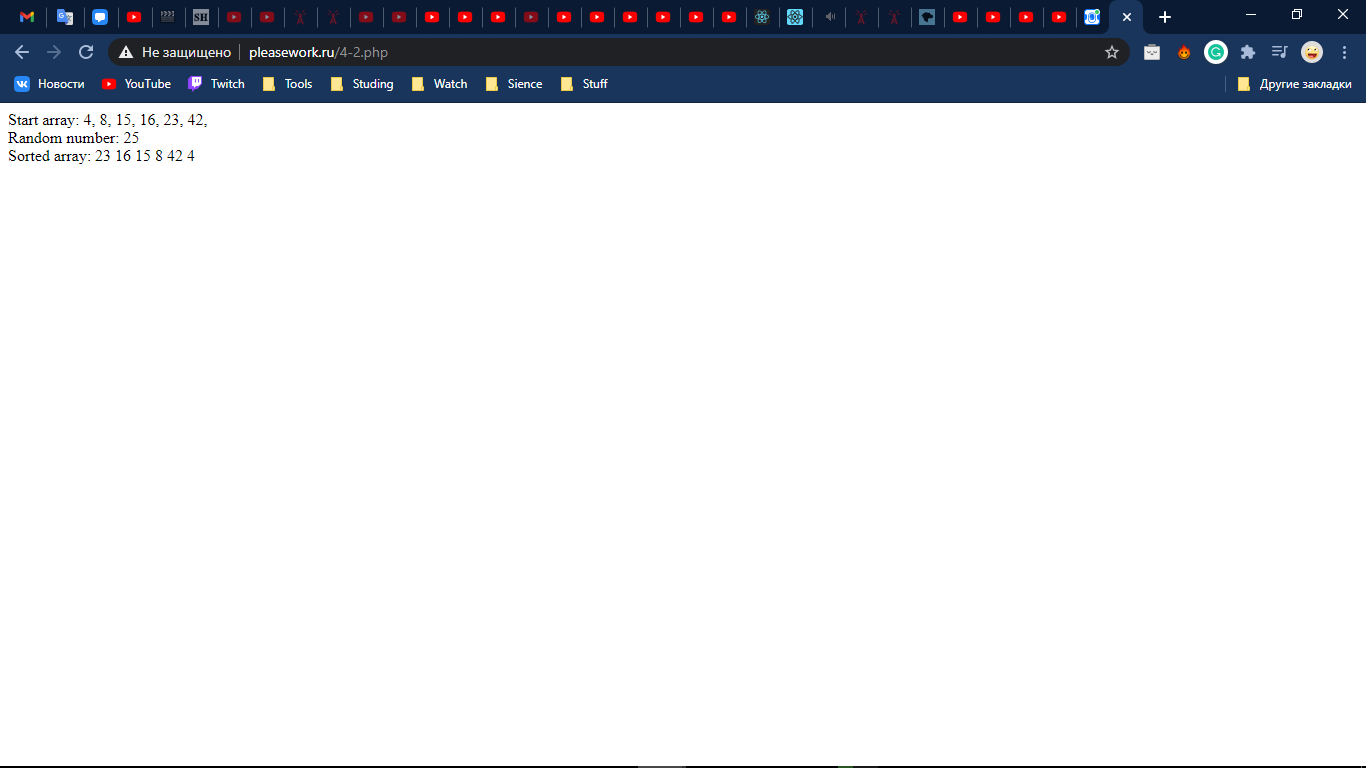 SH
Не защищено pleasework.ru/4-2.php
Новости YouTube Twitch Tools Studing Watch Sience Stuff Другие закладки
Start array: 4, 8, 15, 16, 23, 42,
Random number: 25
Sorted array: 23 16 15 8 42 4